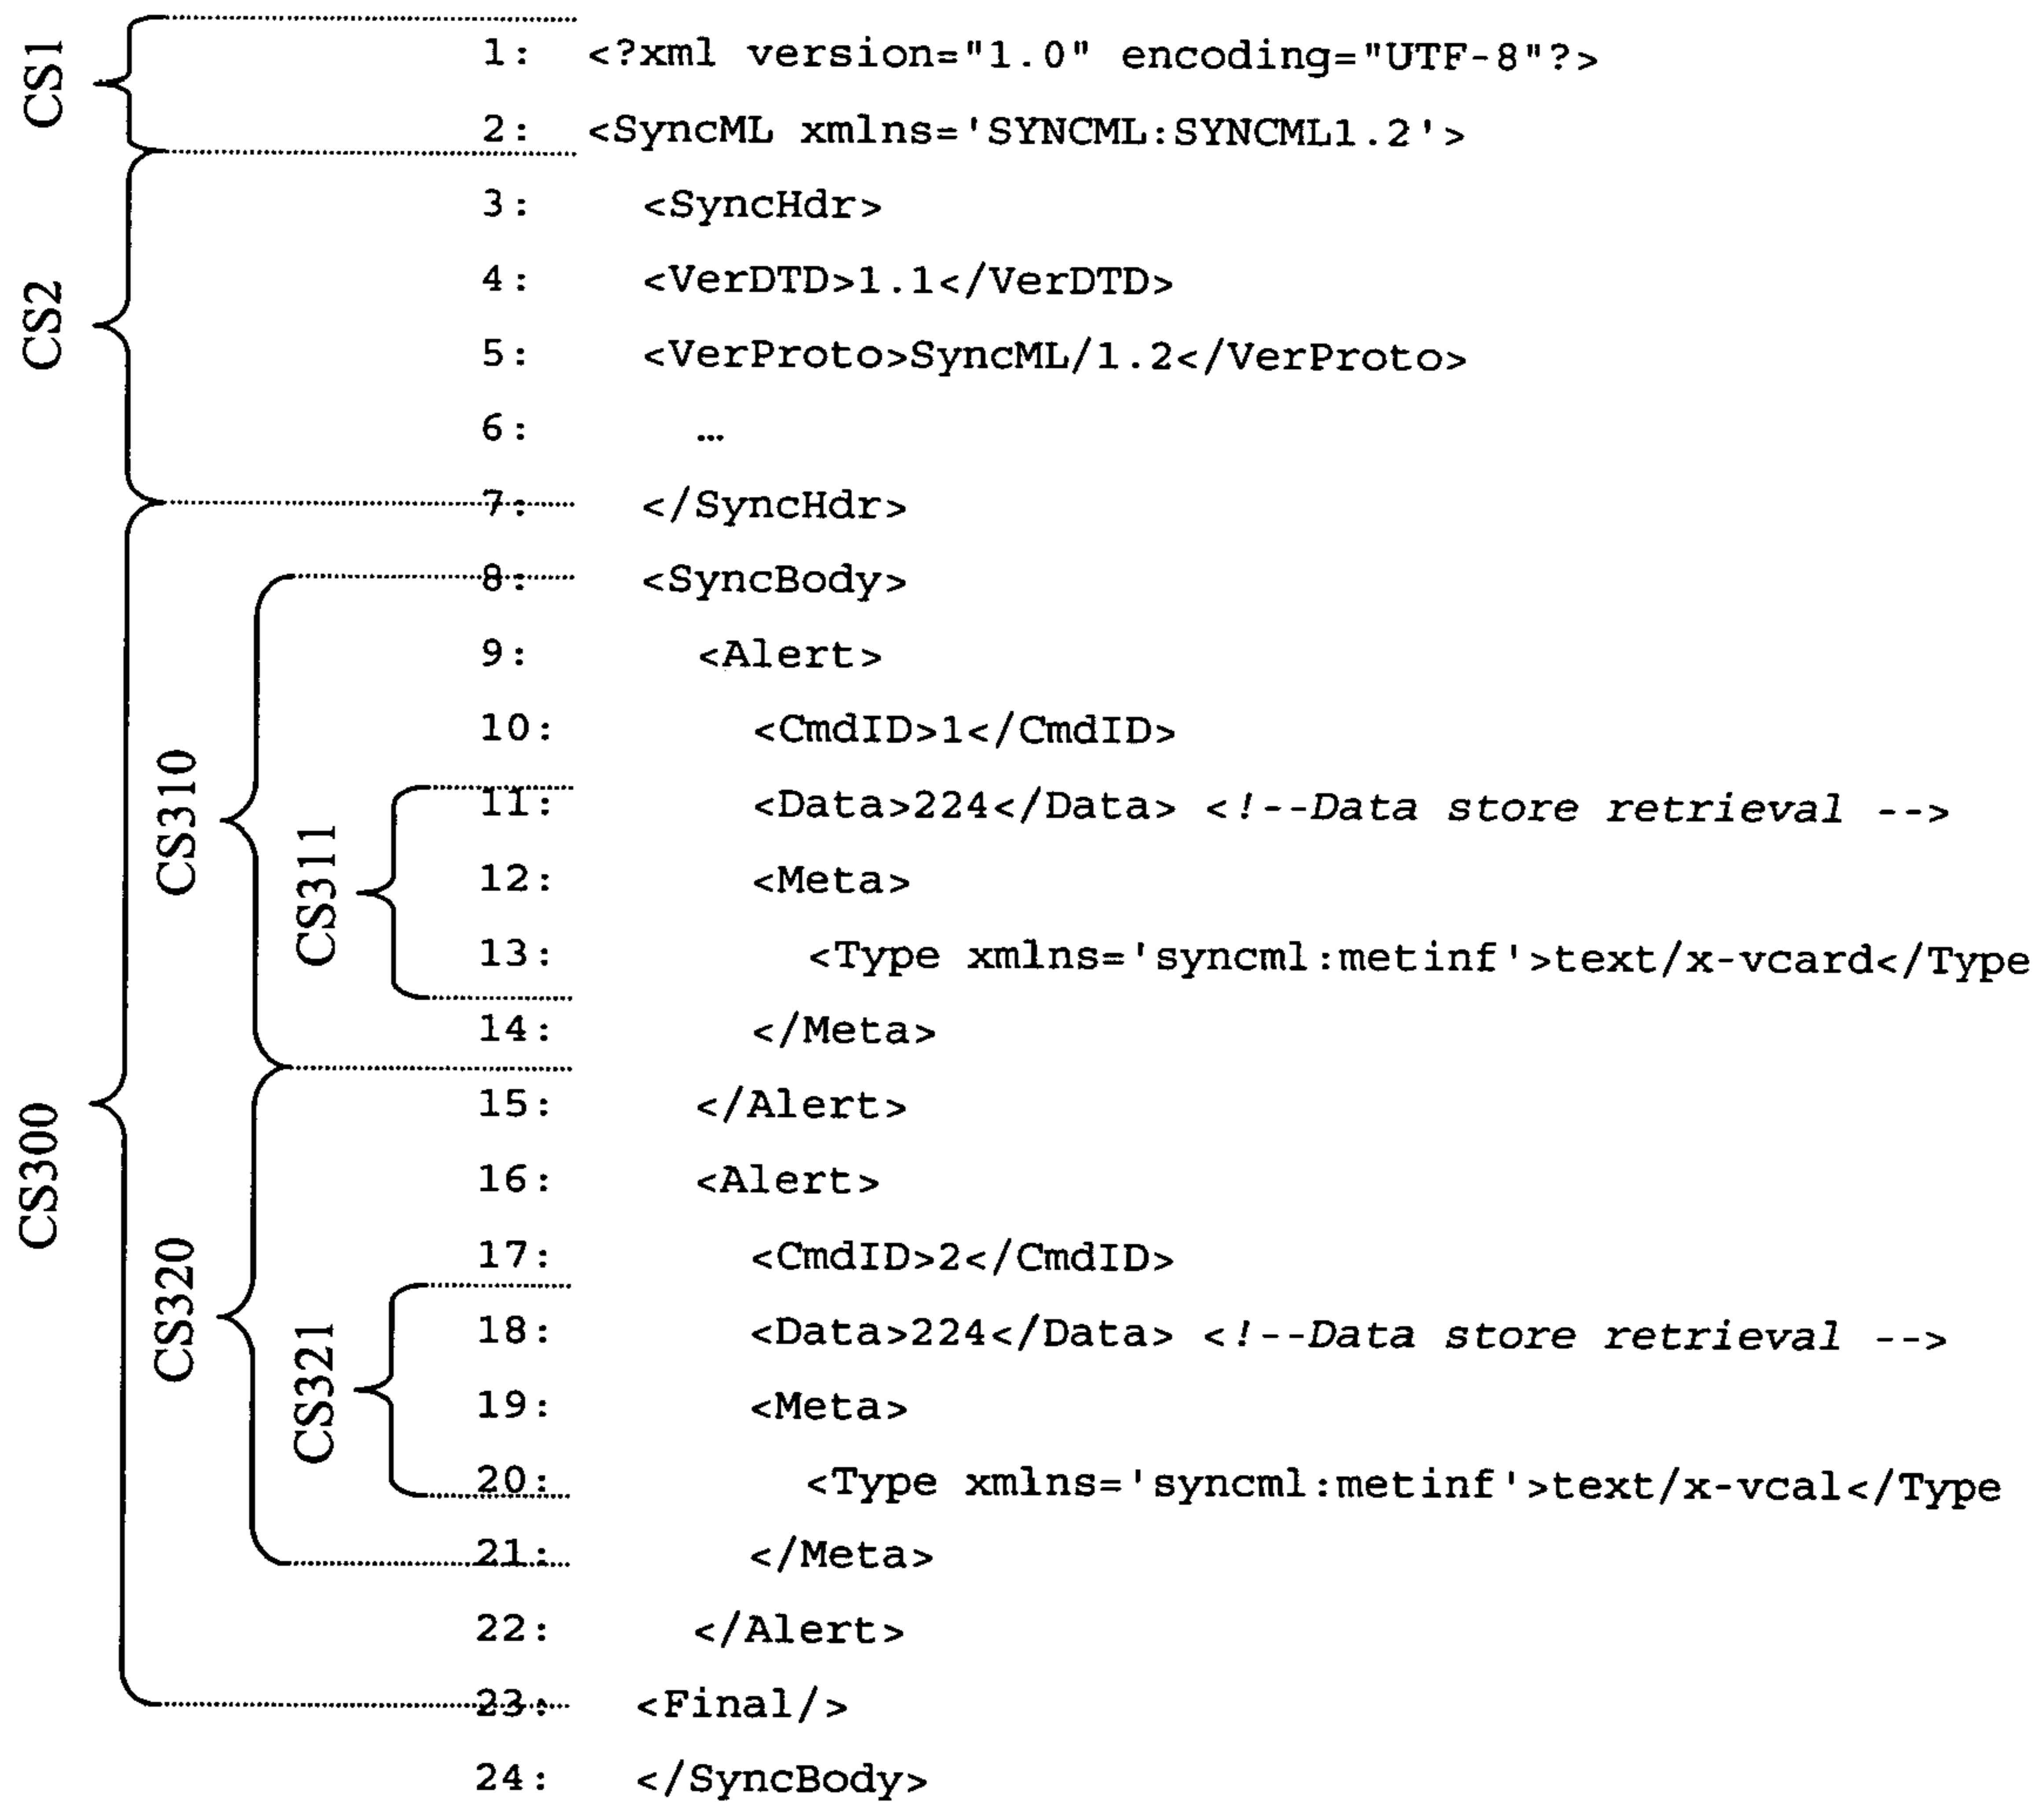 CS1
CS2
CS300
CS310
CS311
CS320
CS321
1: <?xml version="1.0" encoding="UTF-8"?>
2: <SyncML xmlns='SYNCML:SYNCML1.2'>
3: <SyncHdr>
4: <VerDTD>1.1</VerDTD>
5: <VerProto>SyncML/1.2</VerProto>
6: …
7: </SyncHdr>
8: <SyncBody>
9: <Alert>
10: <CmdID>1</CmdID>
11: <Data>224</Data> <!--Data store retrieval -->
12: <Meta>
13: <Type xmlns='syncml:metinf'>text/x-vcard</Type
14: </Meta>
15: </Alert>
16: <Alert>
17: <CmdID>2</CmdID>
18: <Data>224</Data> <!--Data store retrieval -->
19: <Meta>
20: <Type xmlns='syncml:metinf'>text/x-vcal</Type
21: </Meta>
22: </Alert>
23: <Final/>
24: </SyncBody>